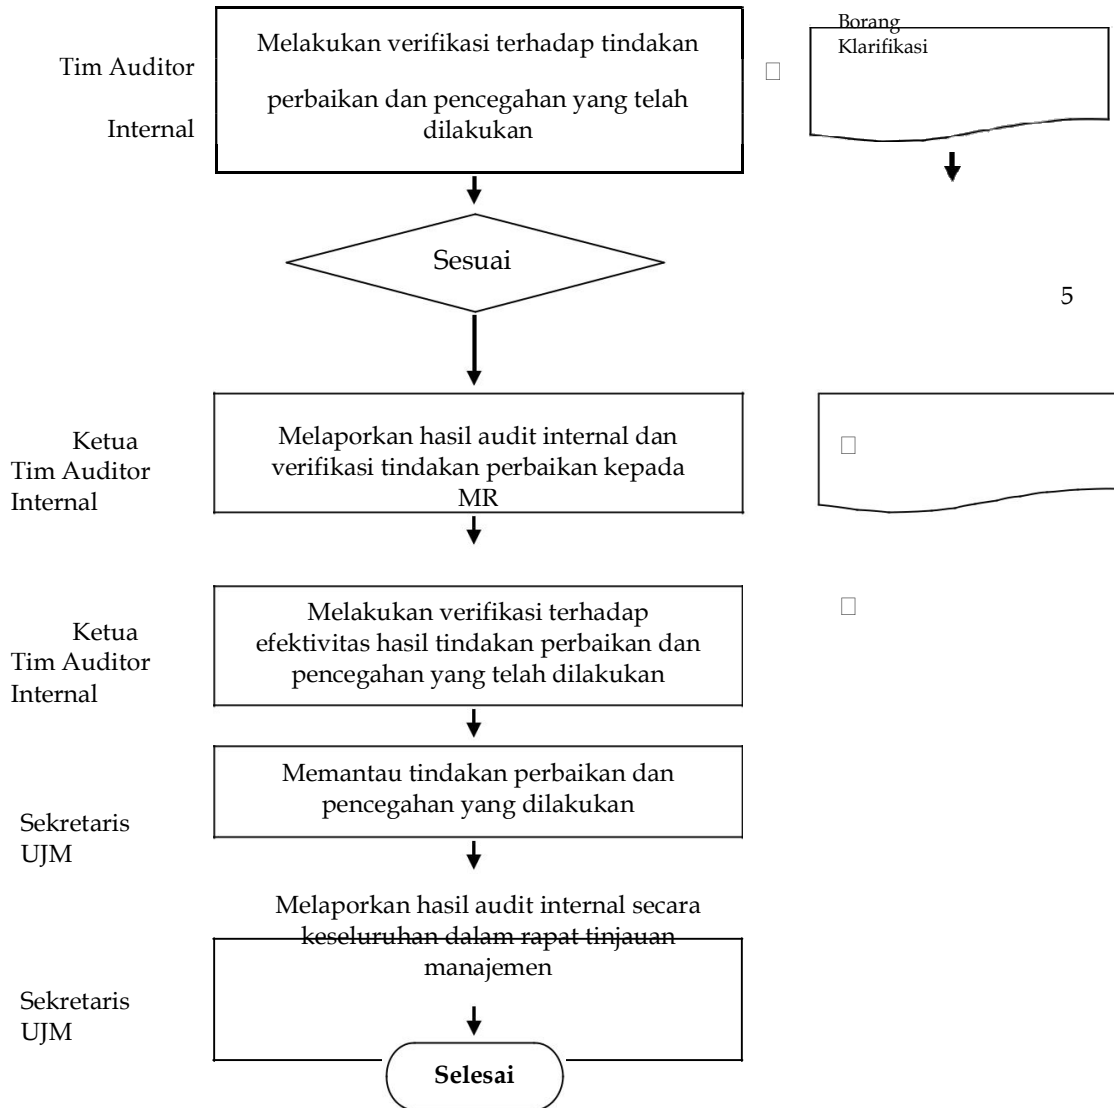 Borang
Klarifikasi
Tim Auditor
Internal
Melakukan verifikasi terhadap tindakan
perbaikan dan pencegahan yang telah
dilakukan
Sesuai
5
Ketua
Tim Auditor
Internal
Melaporkan hasil audit internal dan
verifikasi tindakan perbaikan kepada
MR
Ketua
Tim Auditor
Internal
Melakukan verifikasi terhadap
efektivitas hasil tindakan perbaikan dan
pencegahan yang telah dilakukan
Sekretaris
UJM
Memantau tindakan perbaikan dan
pencegahan yang dilakukan
Sekretaris
UJM
Melaporkan hasil audit internal secara
keseluruhan dalam rapat tinjauan
manajemen
Selesai